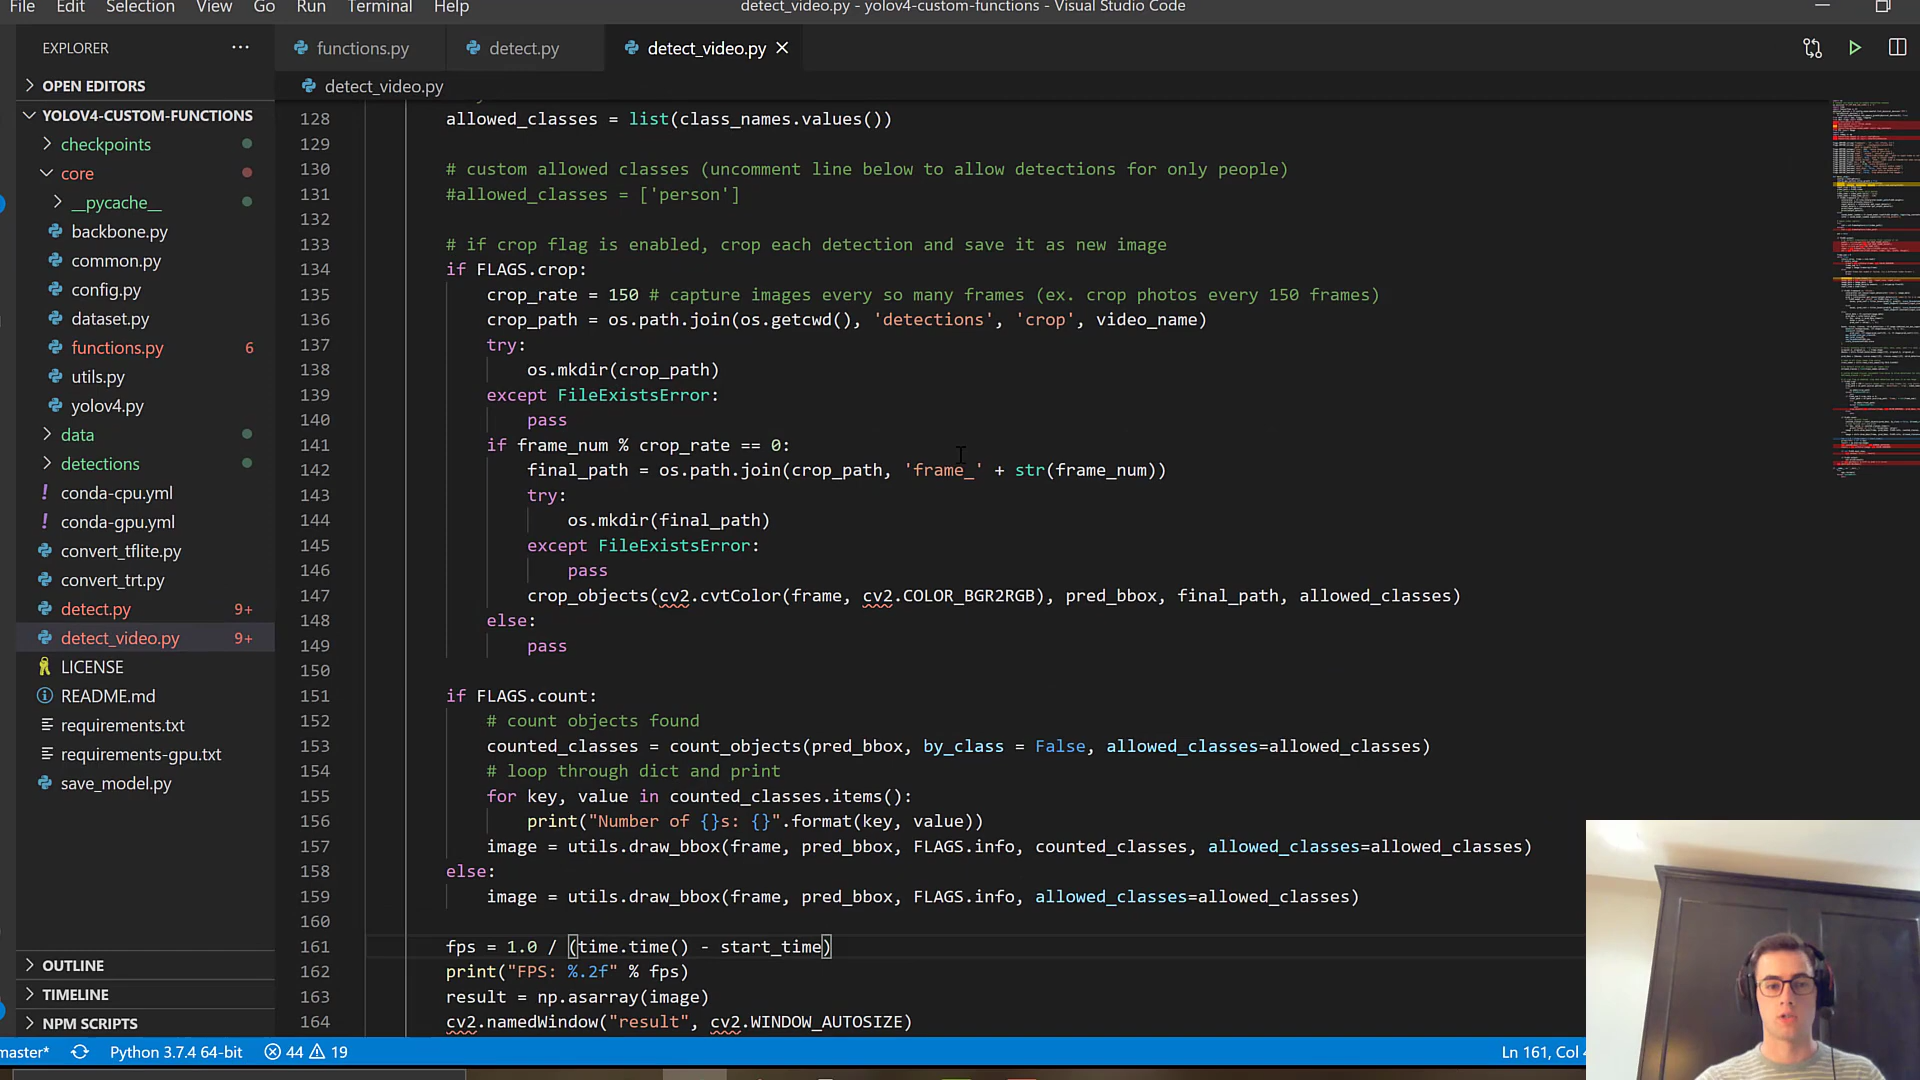 File Edit Selection View Go Run Terminal Help
detect_video.py - yolov4-custom-functions - Visual Studio Code
EXPLORER ···
functions.py
detect.py
detect_video.py
OPEN EDITORS
detect_video.py
YOLOV4-CUSTOM-FUNCTIONS
checkpoints
core
__pycache__
backbone.py
common.py
config.py
dataset.py
functions.py 6
utils.py
yolov4.py
data
detections
conda-cpu.yml
conda-gpu.yml
convert_tflite.py
convert_trt.py
detect.py 9+
detect_video.py 9+
LICENSE
README.md
requirements.txt
requirements-gpu.txt
save_model.py
OUTLINE
TIMELINE
NPM SCRIPTS
128 allowed_classes = list(class_names.values())
129
130 # custom allowed classes (uncomment line below to allow detections for only people)
131 #allowed_classes = ['person']
132
133 # if crop flag is enabled, crop each detection and save it as new image
134 if FLAGS.crop:
135 crop_rate = 150 # capture images every so many frames (ex. crop photos every 150 frames)
136 crop_path = os.path.join(os.getcwd(), 'detections', 'crop', video_name)
137 try:
138 os.mkdir(crop_path)
139 except FileExistsError:
140 pass
141 if frame_num % crop_rate == 0:
142 final_path = os.path.join(crop_path, 'frame_' + str(frame_num))
143 try:
144 os.mkdir(final_path)
145 except FileExistsError:
146 pass
147 crop_objects(cv2.cvtColor(frame, cv2.COLOR_BGR2RGB), pred_bbox, final_path, allowed_classes)
148 else:
149 pass
150
151 if FLAGS.count:
152 # count objects found
153 counted_classes = count_objects(pred_bbox, by_class = False, allowed_classes=allowed_classes)
154 # loop through dict and print
155 for key, value in counted_classes.items():
156 print("Number of {}s: {}".format(key, value))
157 image = utils.draw_bbox(frame, pred_bbox, FLAGS.info, counted_classes, allowed_classes=allowed_classes)
158 else:
159 image = utils.draw_bbox(frame, pred_bbox, FLAGS.info, allowed_classes=allowed_classes)
160
161 fps = 1.0 / (time.time() - start_time)
162 print("FPS: %.2f" % fps)
163 result = np.asarray(image)
164 cv2.namedWindow("result", cv2.WINDOW_AUTOSIZE)
master* Python 3.7.4 64-bit 44 19 Ln 161, Col